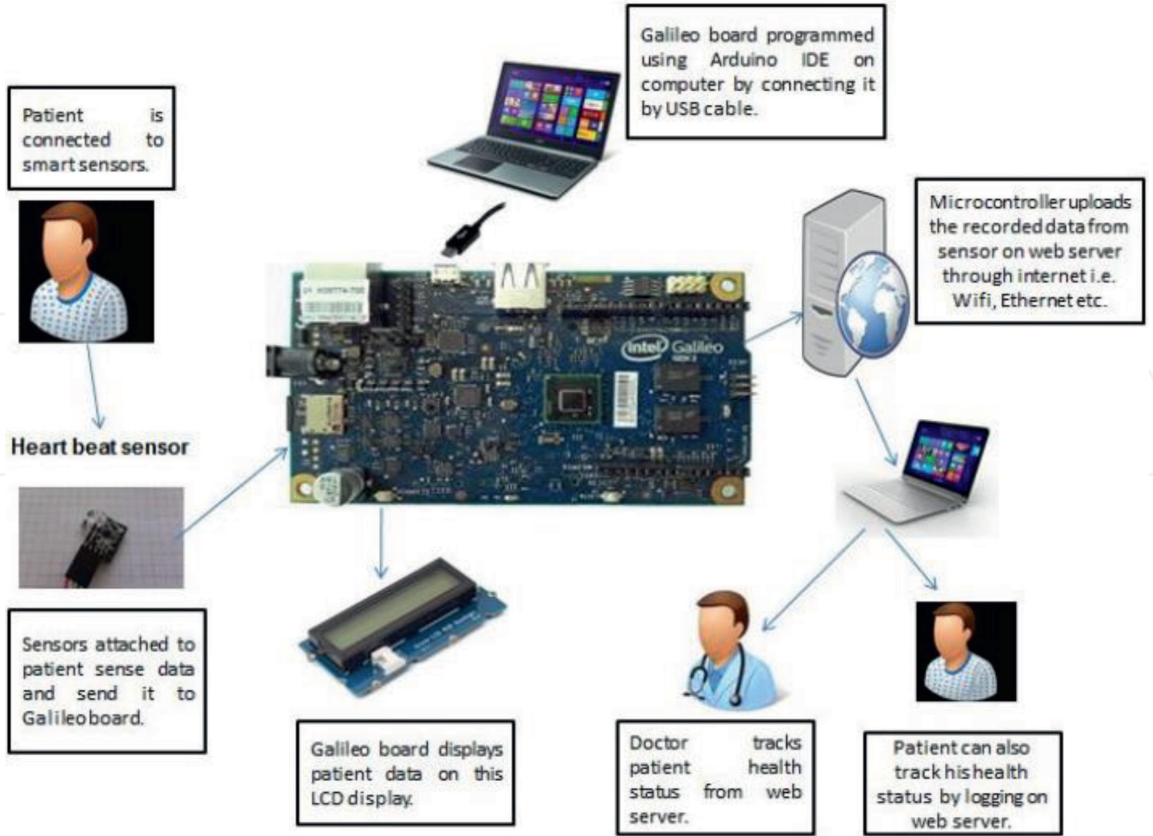 Galileo board programmed
using Arduino IDE on
computer by connecting it
by USB cable.
Patient is
connected to
smart sensors.
Microcontroller uploads
the recorded data from
sensor on web server
through internet i.e.
Wifi, Ethernet etc.
intel Galileo
GEN 2
Heart beat sensor
Sensors attached to
patient sense data
and send it to
Galileo board.
Galileo board displays
patient data on this
LCD display.
Doctor tracks
patient health
status from web
server.
Patient can also
track his health
status by logging on
web server.